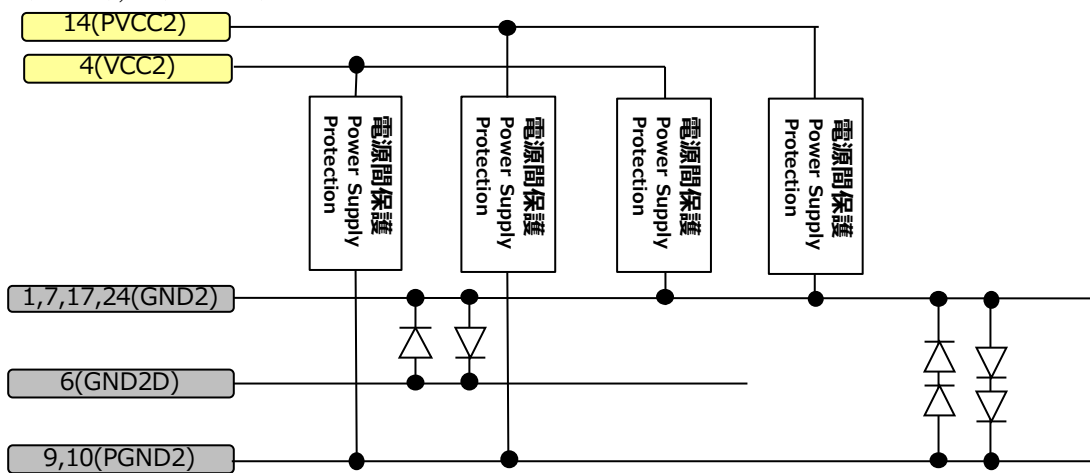 14(PVCC2)
4(VCC2)
電源間保護
Power Supply
Protection
電源間保護
Power Supply
Protection
電源間保護
Power Supply
Protection
電源間保護
Power Supply
Protection
1,7,17,24(GND2)
6(GND2D)
9,10(PGND2)